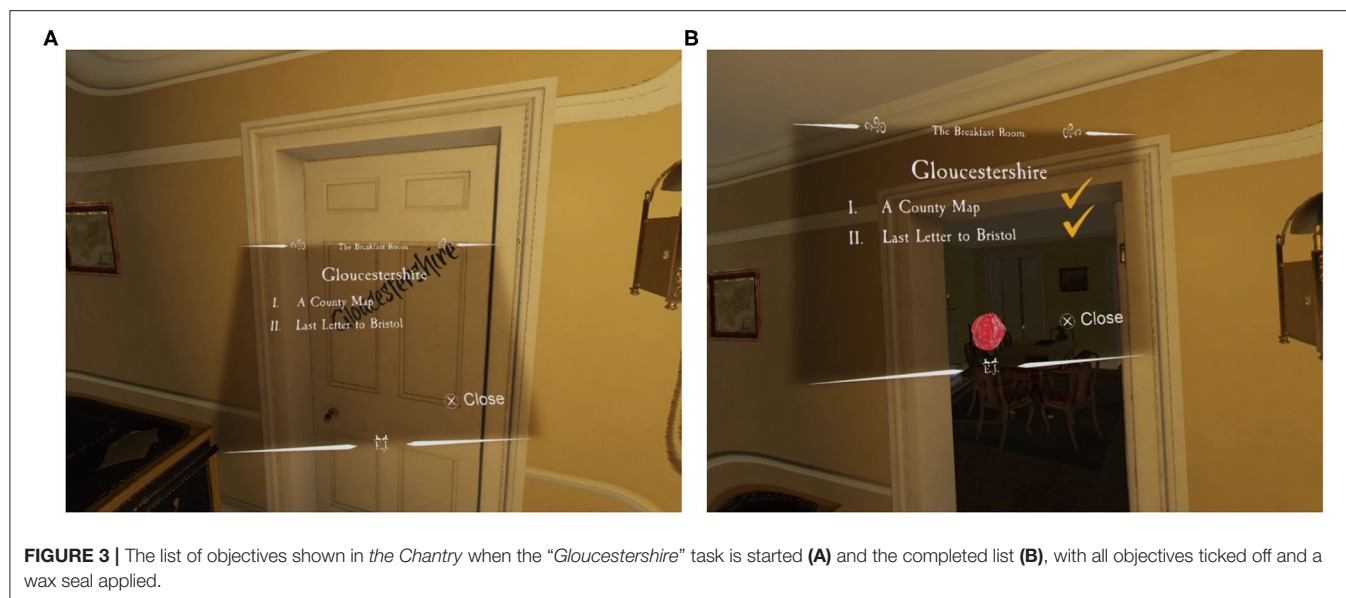 A
B
The Breakfast Room
Gloucestershire
Gloucestershire
I. A County Map
II. Last Letter to Bristol
Ⓧ Close
E.J.
The Breakfast Room
Gloucestershire
I. A County Map ✓
II. Last Letter to Bristol ✓
Ⓧ Close
E.J.
FIGURE 3 | The list of objectives shown in the Chantry when the “Gloucestershire” task is started (A) and the completed list (B), with all objectives ticked off and a
wax seal applied.